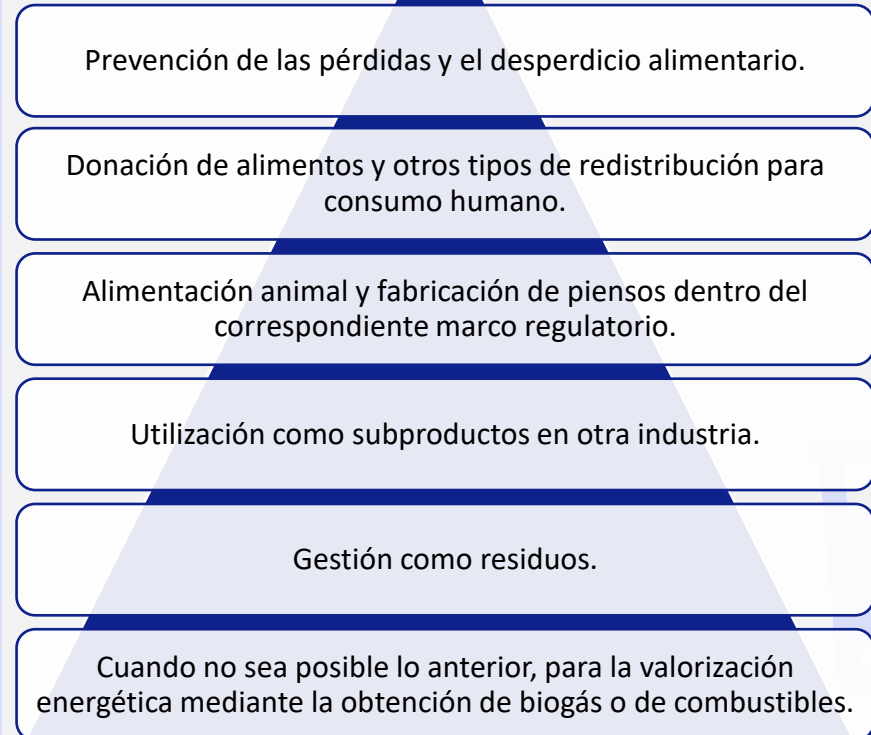 Prevención de las pérdidas y el desperdicio alimentario.
Donación de alimentos y otros tipos de redistribución para
consumo humano.
Alimentación animal y fabricación de piensos dentro del
correspondiente marco regulatorio.
Utilización como subproductos en otra industria.
Gestión como residuos.
Cuando no sea posible lo anterior, para la valorización
energética mediante la obtención de biogás o de combustibles.